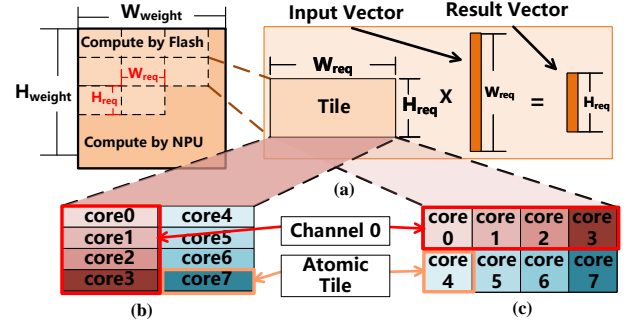 W_weight
Input Vector
Result Vector
Compute by Flash
W_req
H_req
H_weight
Compute by NPU
W_req
Tile
H_req
X
W_req
=
H_req
(a)
core0
core1
core2
core3
core4
core5
core6
core7
(b)
Channel 0
Atomic
Tile
core
0
core
1
core
2
core
3
core
4
core
5
core
6
core
7
(c)